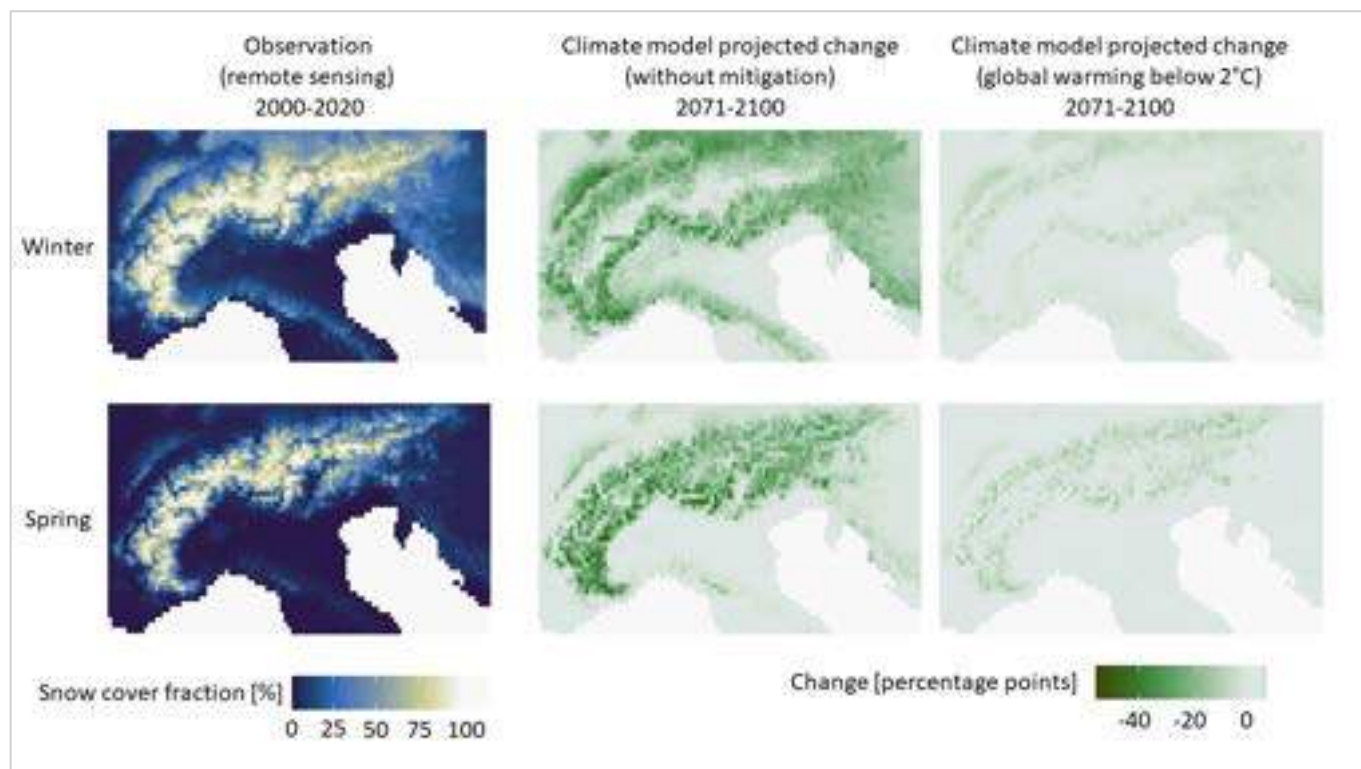 Observation
(remote sensing)
2000-2020
Climate model projected change
(without mitigation)
2071-2100
Climate model projected change
(global warming below 2°C)
2071-2100
Winter
Spring
Snow cover fraction [%]
0 25 50 75 100
Change [percentage points]
-40 -20 0